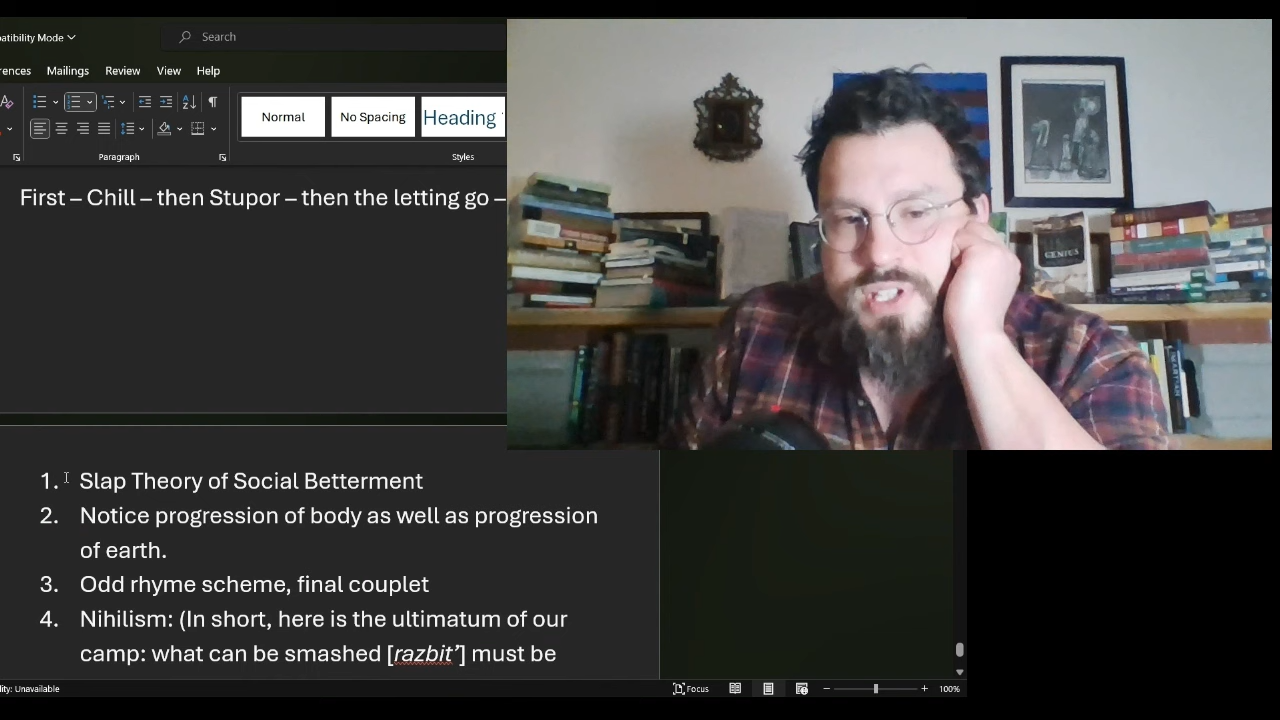 atibility Mode
Search
rences Mailings Review View Help
Normal
No Spacing
Heading
Paragraph
Styles
First – Chill – then Stupor – then the letting go –
GENIUS
1. Slap Theory of Social Betterment
2. Notice progression of body as well as progression
of earth.
3. Odd rhyme scheme, final couplet
4. Nihilism: (In short, here is the ultimatum of our
camp: what can be smashed [razbit’] must be
lity: Unavailable
Focus
100%